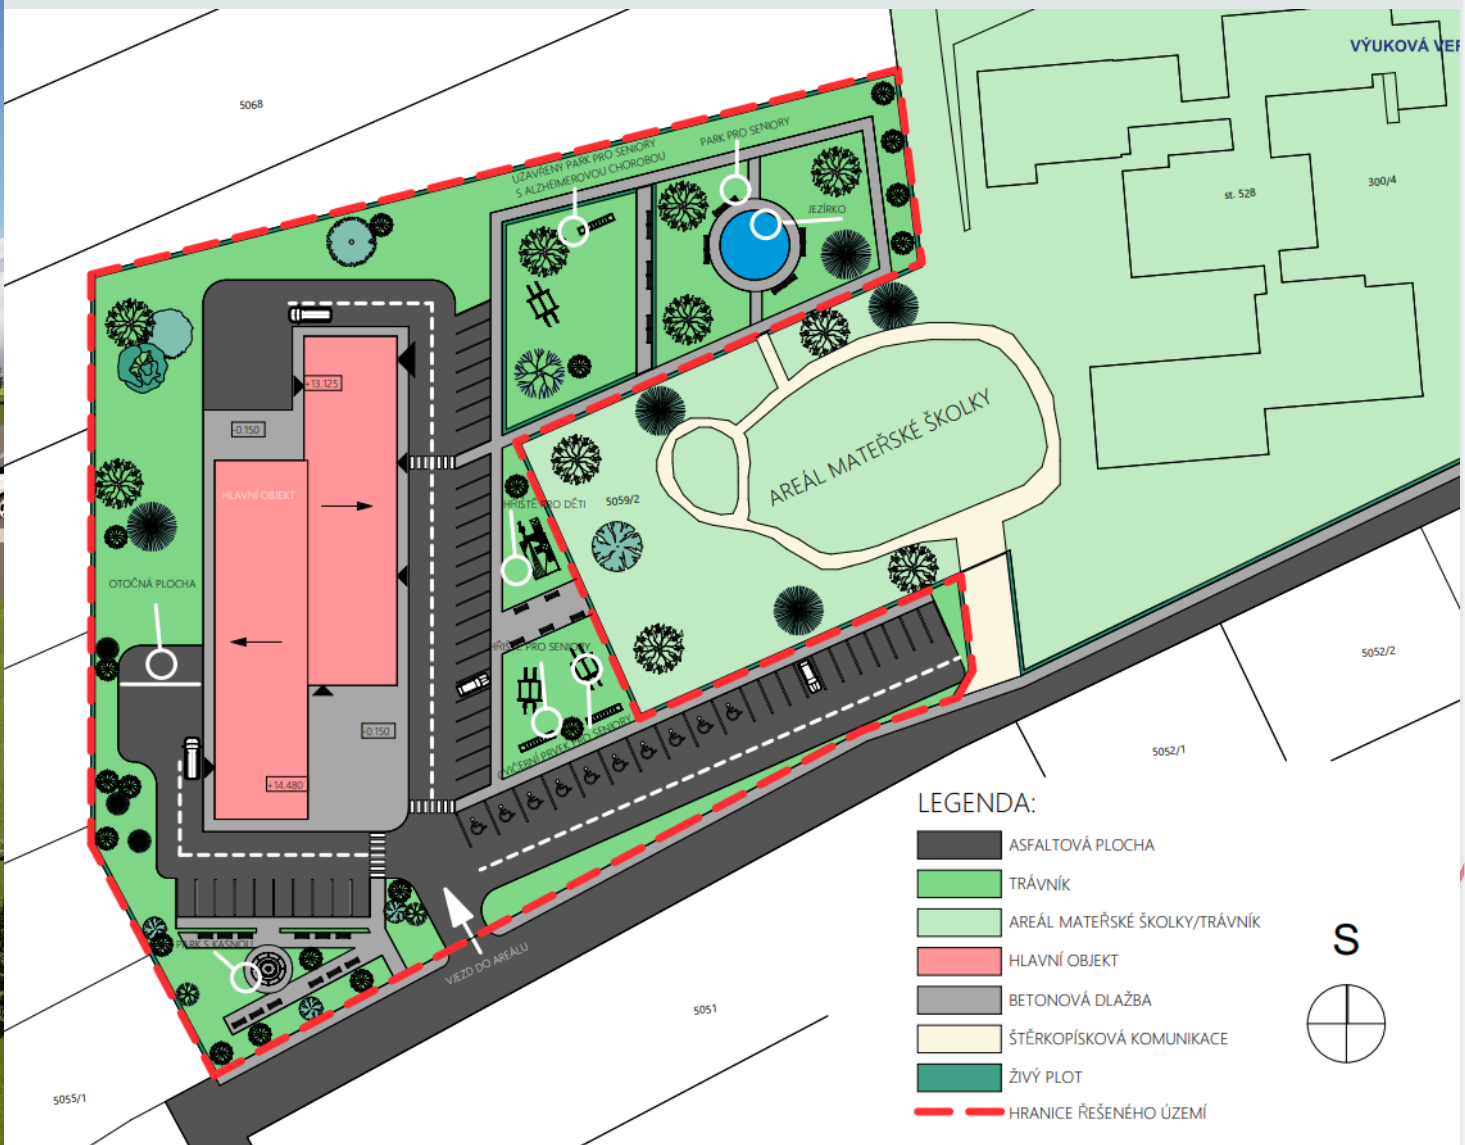 VÝUKOVÁ VER
5068
UZAVŘENÝ PARK PRO SENIORY
S ALZHEIMEROVOU CHOROBOU
PARK PRO SENIORY
JEZÍRKO
st. 528
300/4
+13.125
-0.150
HLAVNÍ OBJEKT
AREÁL MATEŘSKÉ ŠKOLKY
HŘIŠTĚ PRO DĚTI
5059/2
OTOČNÁ PLOCHA
HŘIŠTĚ PRO SENIORY
5052/2
-0.150
CVIČEBNÍ PRVEK PRO SENIORY
5052/1
+14.480
PARK S KAŠNOU
VJEZD DO AREÁLU
5051
5055/1
LEGENDA:
ASFALTOVÁ PLOCHA
TRÁVNÍK
AREÁL MATEŘSKÉ ŠKOLKY/TRÁVNÍK
HLAVNÍ OBJEKT
BETONOVÁ DLAŽBA
ŠTĚRKOPÍSKOVÁ KOMUNIKACE
ŽIVÝ PLOT
HRANICE ŘEŠENÉHO ÚZEMÍ
S